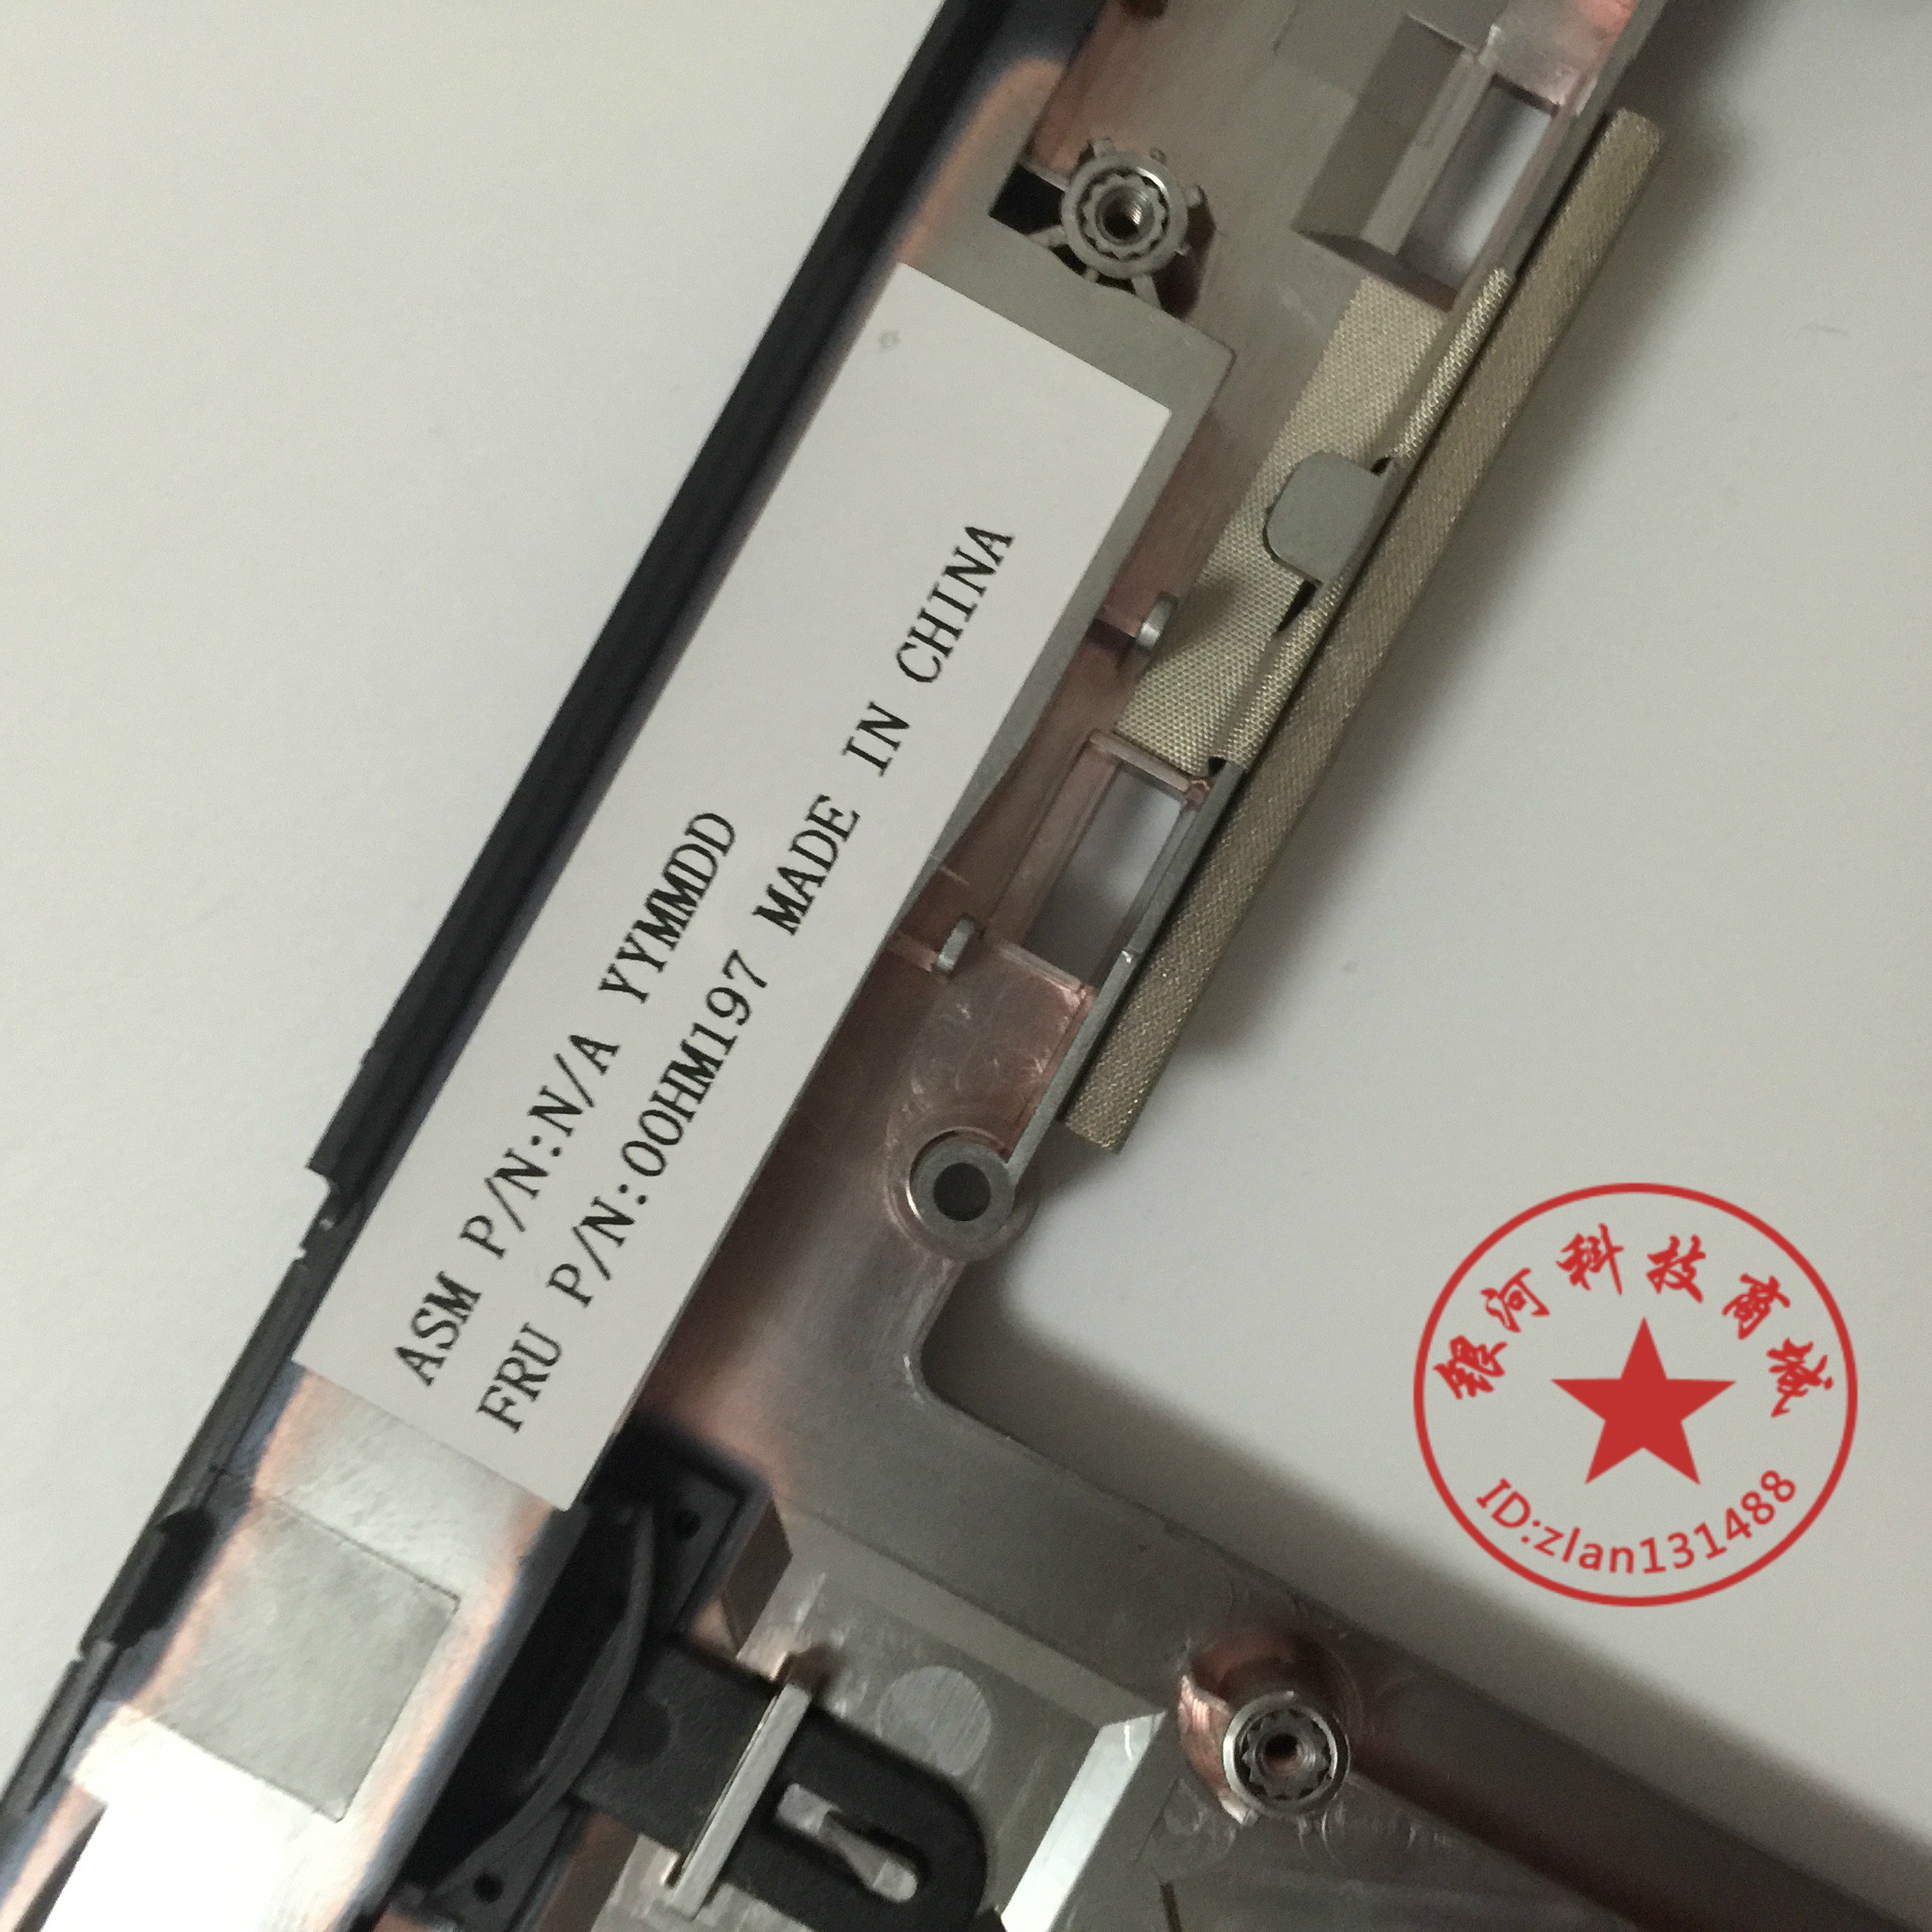 ASM P/N:N/A YYMMDD
FRU P/N:00HM197 MADE IN CHINA
银河科技商城
ID:zlan131488